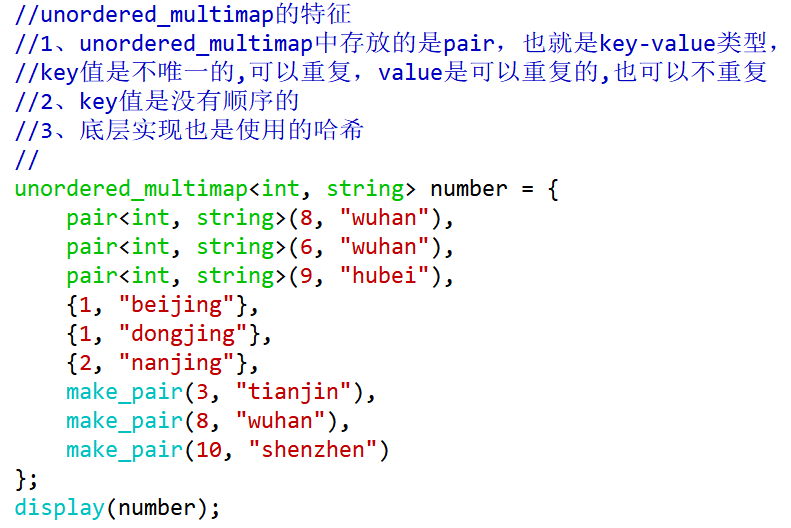 //unordered_multimap的特征
//1、unordered_multimap中存放的是pair，也就是key-value类型，
//key值是不唯一的,可以重复，value是可以重复的,也可以不重复
//2、key值是没有顺序的
//3、底层实现也是使用的哈希
//
unordered_multimap<int, string> number = {
    pair<int, string>(8, "wuhan"),
    pair<int, string>(6, "wuhan"),
    pair<int, string>(9, "hubei"),
    {1, "beijing"},
    {1, "dongjing"},
    {2, "nanjing"},
    make_pair(3, "tianjin"),
    make_pair(8, "wuhan"),
    make_pair(10, "shenzhen")
};
display(number);